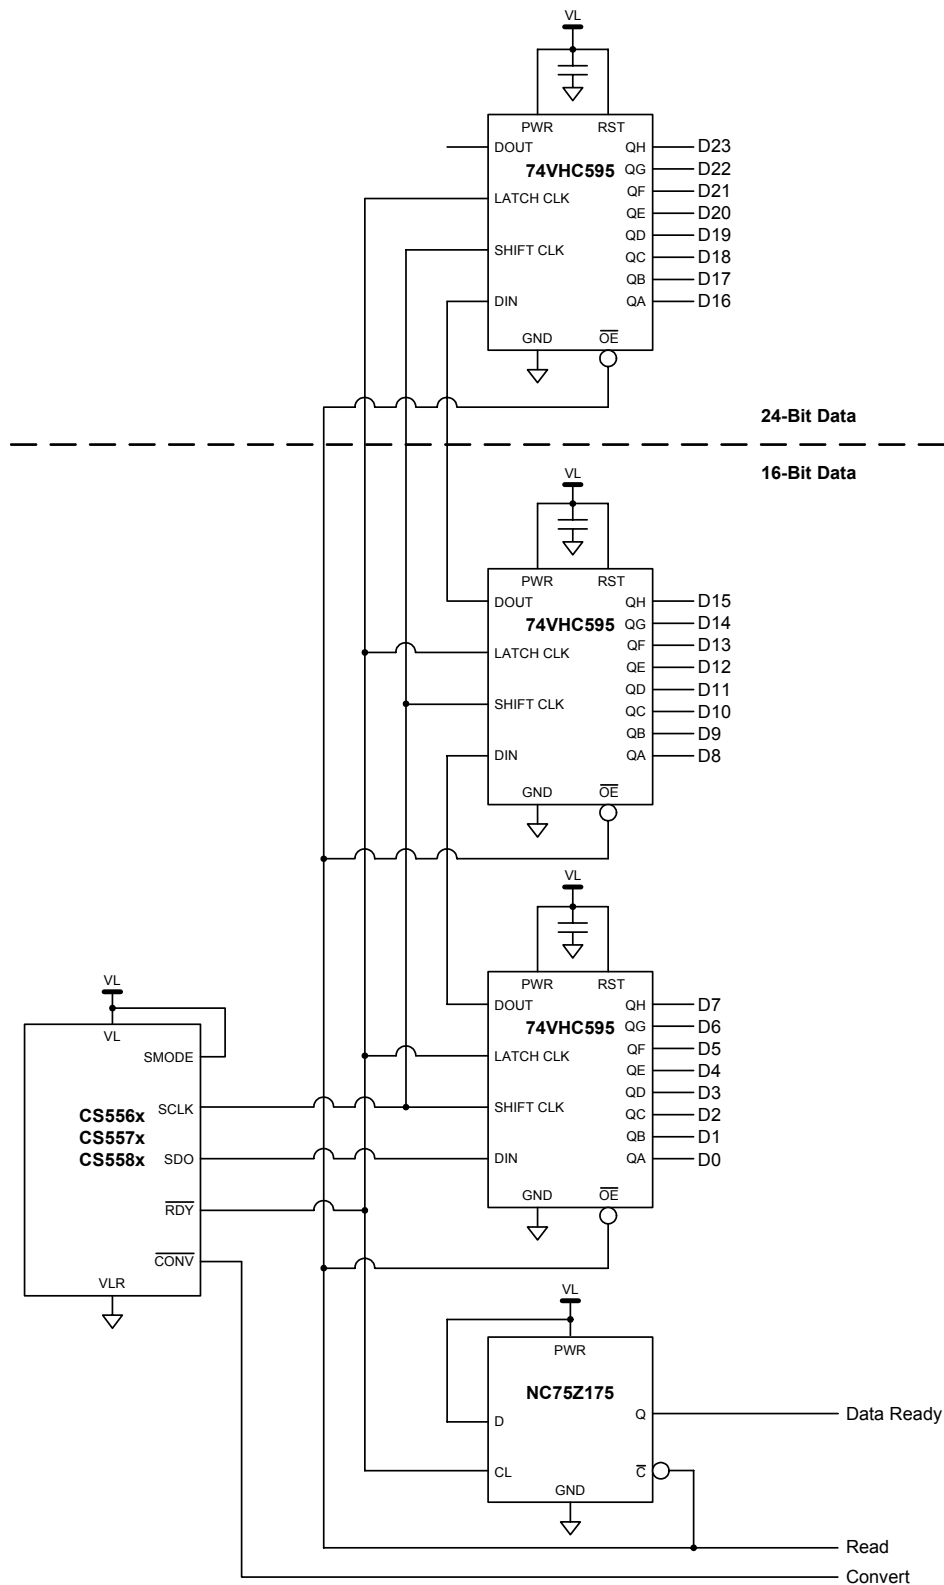 VL
PWR RST
DOUT QH D23
74VHC595 QG D22
QF D21
LATCH CLK
QE D20
QD D19
SHIFT CLK QC D18
QB D17
DIN QA D16
GND OE
24-Bit Data
16-Bit Data
VL
PWR RST
DOUT QH D15
74VHC595 QG D14
QF D13
LATCH CLK
QE D12
QD D11
SHIFT CLK QC D10
QB D9
DIN QA D8
GND OE
VL
PWR RST
DOUT QH D7
74VHC595 QG D6
QF D5
LATCH CLK
QE D4
QD D3
SHIFT CLK QC D2
QB D1
DIN QA D0
GND OE
VL
VL
SMODE
SCLK
CS556x
CS557x
CS558x SDO
RDY
CONV
VLR
VL
PWR
NC75Z175
D Q Data Ready
CL C
GND
Read
Convert